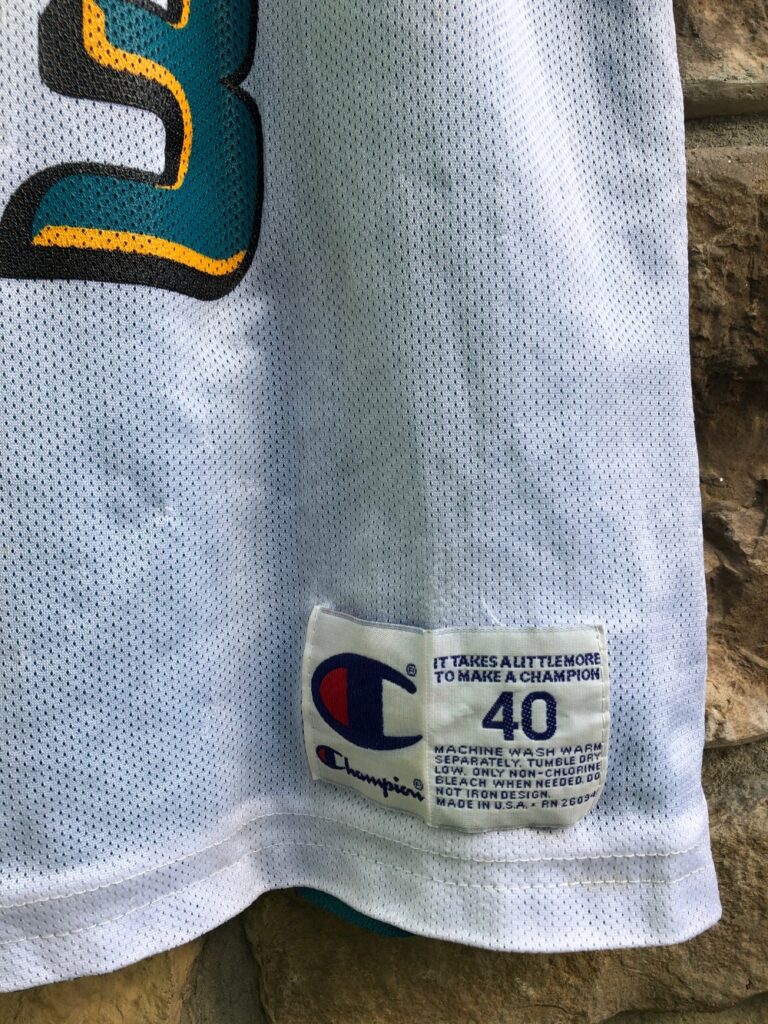 IT TAKES A LITTLE MORE
TO MAKE A CHAMPION
40
Champion
MACHINE WASH WARM
SEPARATELY. TUMBLE DRY
LOW. ONLY NON-CHLORINE
BLEACH WHEN NEEDED. DO
NOT IRON DESIGN.
MADE IN U.S.A. • RN 26094